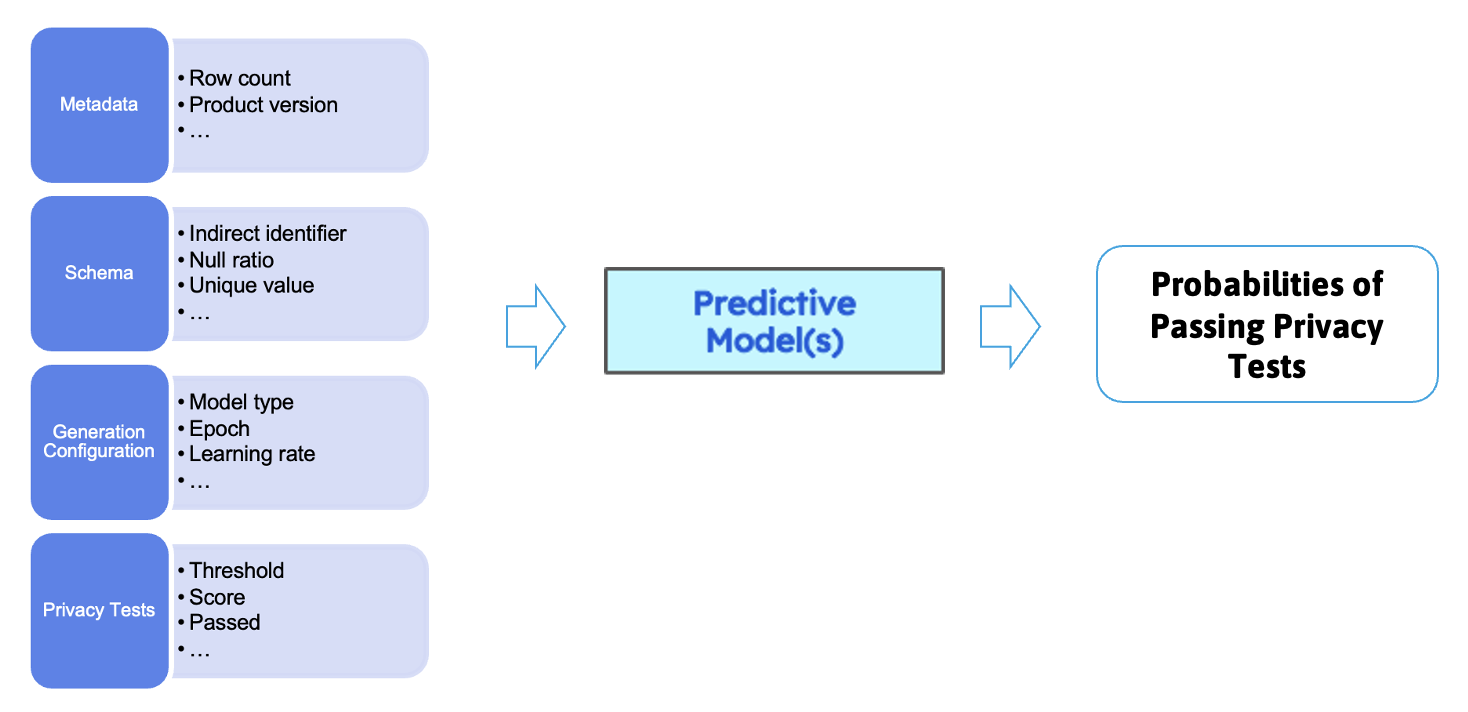 Metadata
• Row count
• Product version
• …
Schema
• Indirect identifier
• Null ratio
• Unique value
• …
Generation
Configuration
• Model type
• Epoch
• Learning rate
• …
Privacy Tests
• Threshold
• Score
• Passed
• …
Predictive
Model(s)
Probabilities of
Passing Privacy
Tests